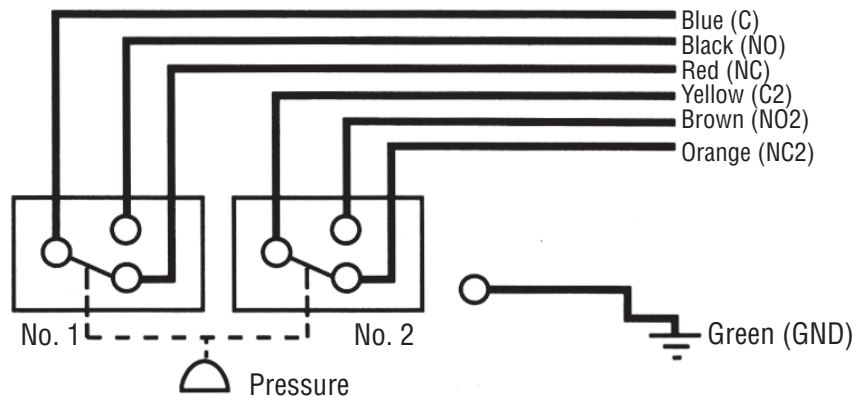 Blue (C)
Black (NO)
Red (NC)
Yellow (C2)
Brown (NO2)
Orange (NC2)
No. 1
No. 2
Green (GND)
Pressure